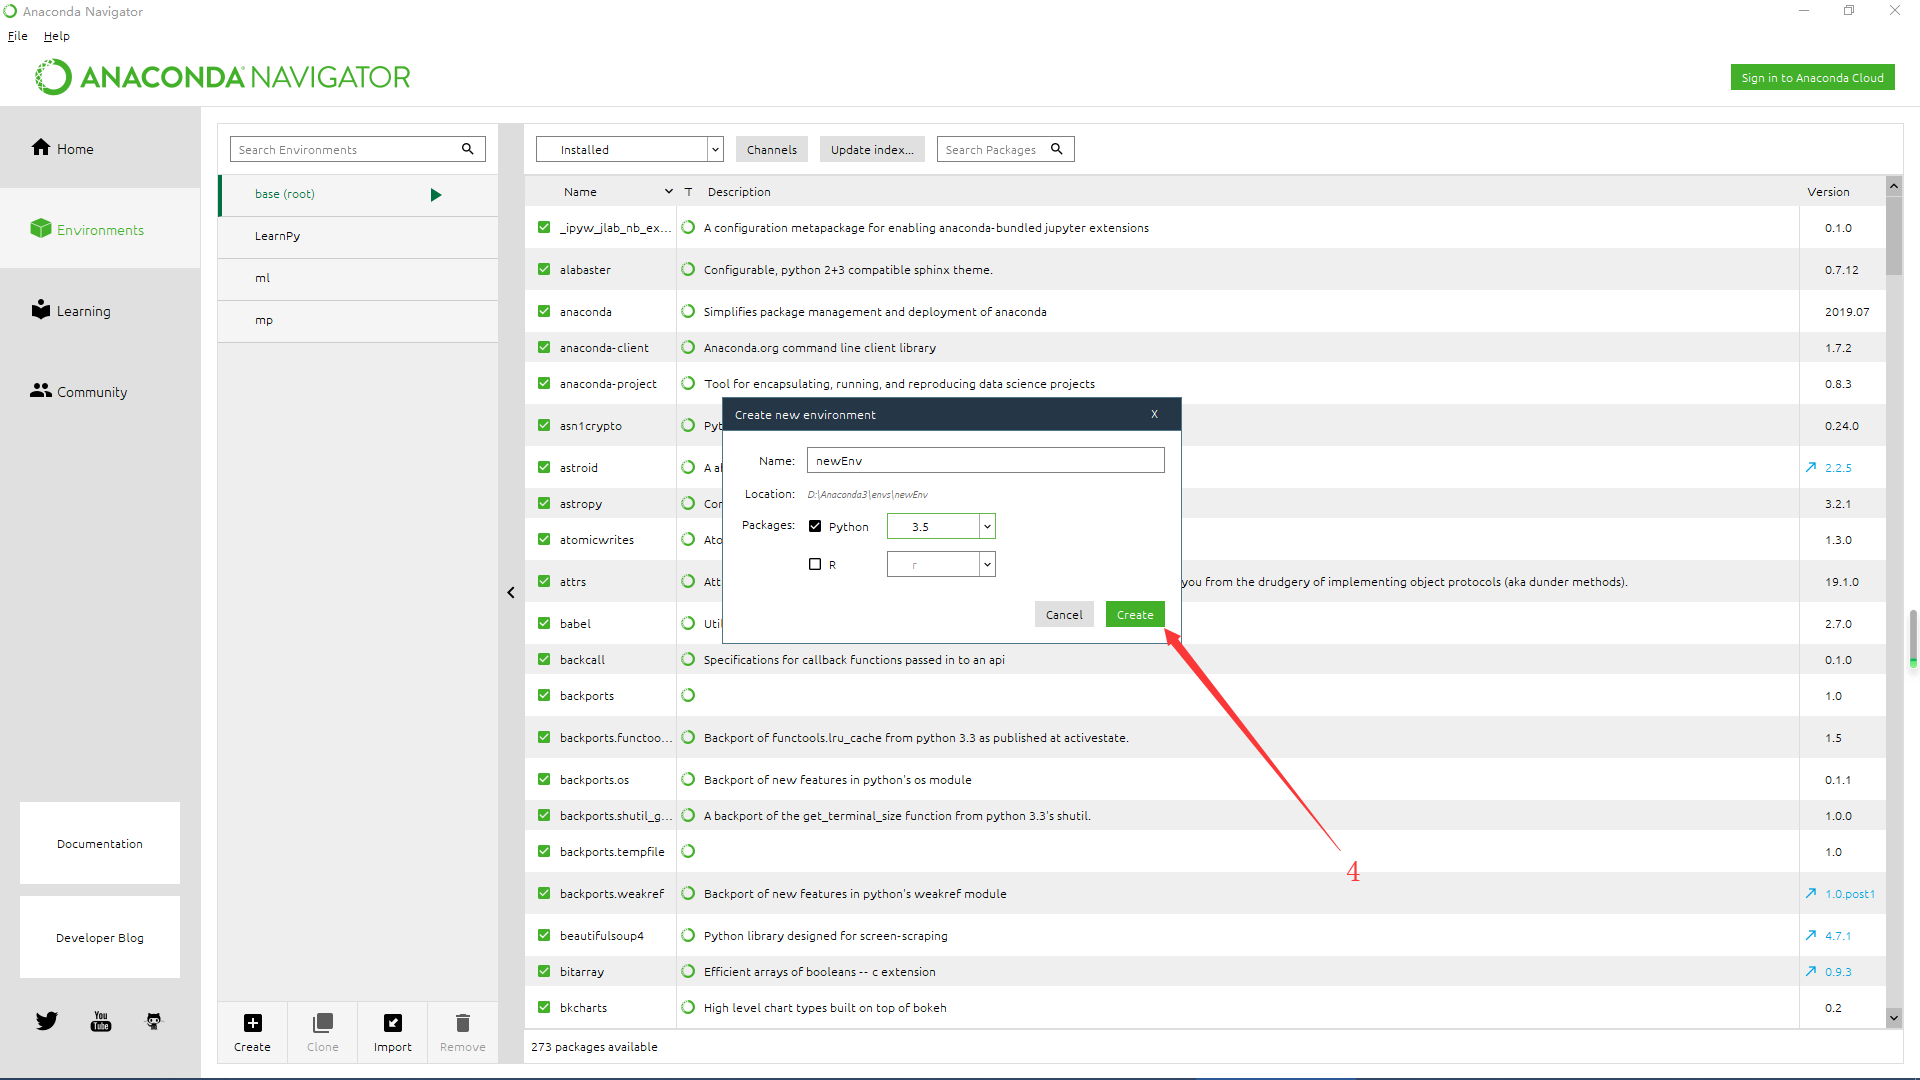 Anaconda Navigator
File Help
ANACONDA NAVIGATOR
Sign in to Anaconda Cloud
Home
Environments
Learning
Community
Documentation
Developer Blog
You Tube
Search Environments
base (root)
LearnPy
ml
mp
Create Clone Import Remove
Installed Channels Update index... Search Packages
Name T Description Version
_ipyw_jlab_nb_ex... A configuration metapackage for enabling anaconda-bundled jupyter extensions 0.1.0
alabaster Configurable, python 2+3 compatible sphinx theme. 0.7.12
anaconda Simplifies package management and deployment of anaconda 2019.07
anaconda-client Anaconda.org command line client library 1.7.2
anaconda-project Tool for encapsulating, running, and reproducing data science projects 0.8.3
asn1crypto Pyt 0.24.0
astroid A al 2.2.5
astropy Cor 3.2.1
atomicwrites Ato 1.3.0
attrs Att you from the drudgery of implementing object protocols (aka dunder methods). 19.1.0
babel Util 2.7.0
backcall Specifications for callback functions passed in to an api 0.1.0
backports 1.0
backports.functoo... Backport of functools.lru_cache from python 3.3 as published at activestate. 1.5
backports.os Backport of new features in python's os module 0.1.1
backports.shutil_g... A backport of the get_terminal_size function from python 3.3's shutil. 1.0.0
backports.tempfile 1.0
backports.weakref Backport of new features in python's weakref module 1.0.post1
beautifulsoup4 Python library designed for screen-scraping 4.7.1
bitarray Efficient arrays of booleans -- c extension 0.9.3
bkcharts High level chart types built on top of bokeh 0.2
273 packages available
Create new environment X
Name: newEnv
Location: D:\Anaconda3\envs\newEnv
Packages: Python 3.5
R r
Cancel Create
4